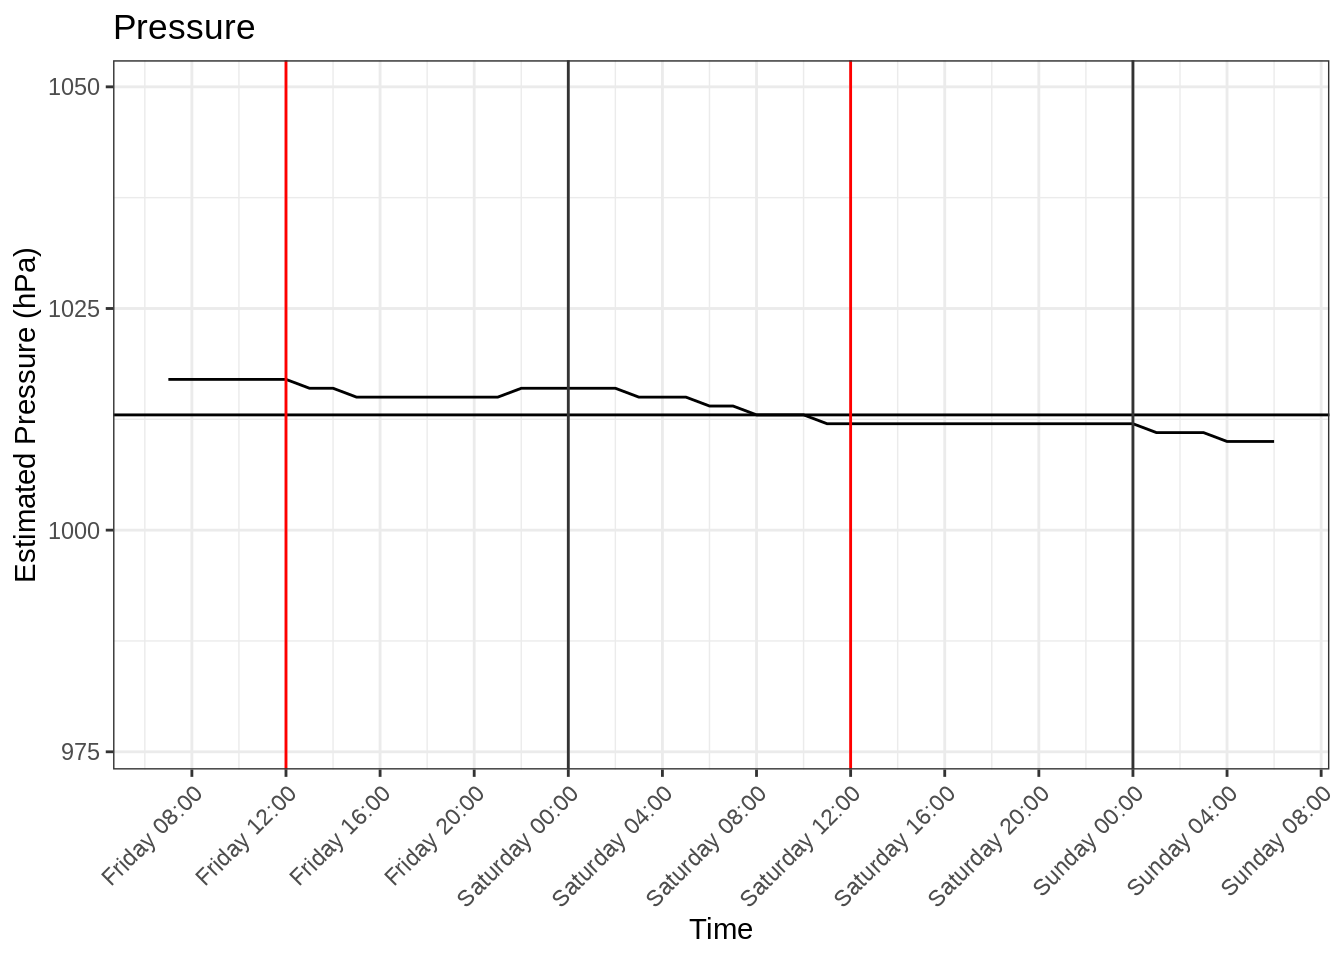 Pressure
Estimated Pressure (hPa)
1050
1025
1000
975
Friday 08:00
Friday 12:00
Friday 16:00
Friday 20:00
Saturday 00:00
Saturday 04:00
Saturday 08:00
Saturday 12:00
Saturday 16:00
Saturday 20:00
Sunday 00:00
Sunday 04:00
Sunday 08:00
Time